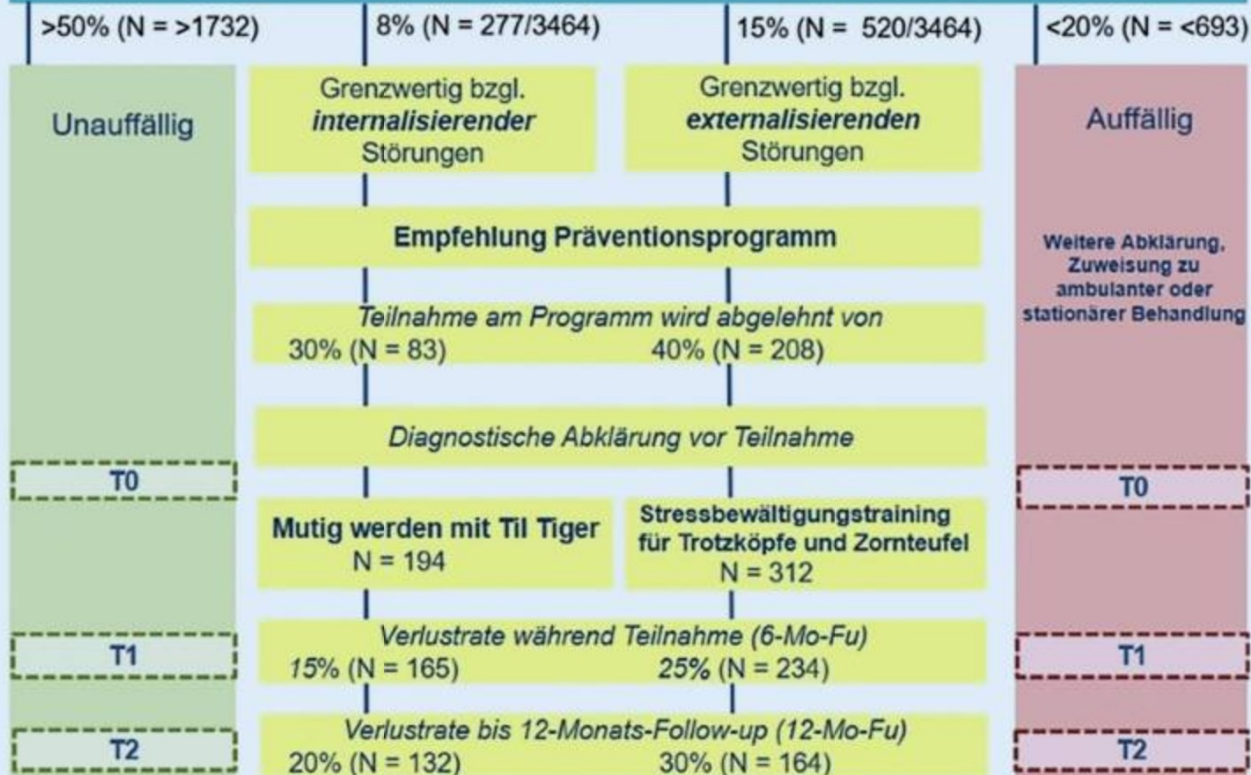 >50% (N = >1732)
8% (N = 277/3464)
15% (N = 520/3464)
<20% (N = <693)
Unauffällig
Grenzwertig bzgl.
internalisierender
Störungen
Grenzwertig bzgl.
externalisierenden
Störungen
Auffällig
Empfehlung Präventionsprogramm
Weitere Abklärung,
Zuweisung zu
ambulanter oder
stationärer Behandlung
Teilnahme am Programm wird abgelehnt von
30% (N = 83)
40% (N = 208)
Diagnostische Abklärung vor Teilnahme
T0
T0
Mutig werden mit Til Tiger
N = 194
Stressbewältigungstraining
für Trotzköpfe und Zornteufel
N = 312
Verlustrate während Teilnahme (6-Mo-Fu)
15% (N = 165)
25% (N = 234)
T1
T1
Verlustrate bis 12-Monats-Follow-up (12-Mo-Fu)
20% (N = 132)
30% (N = 164)
T2
T2